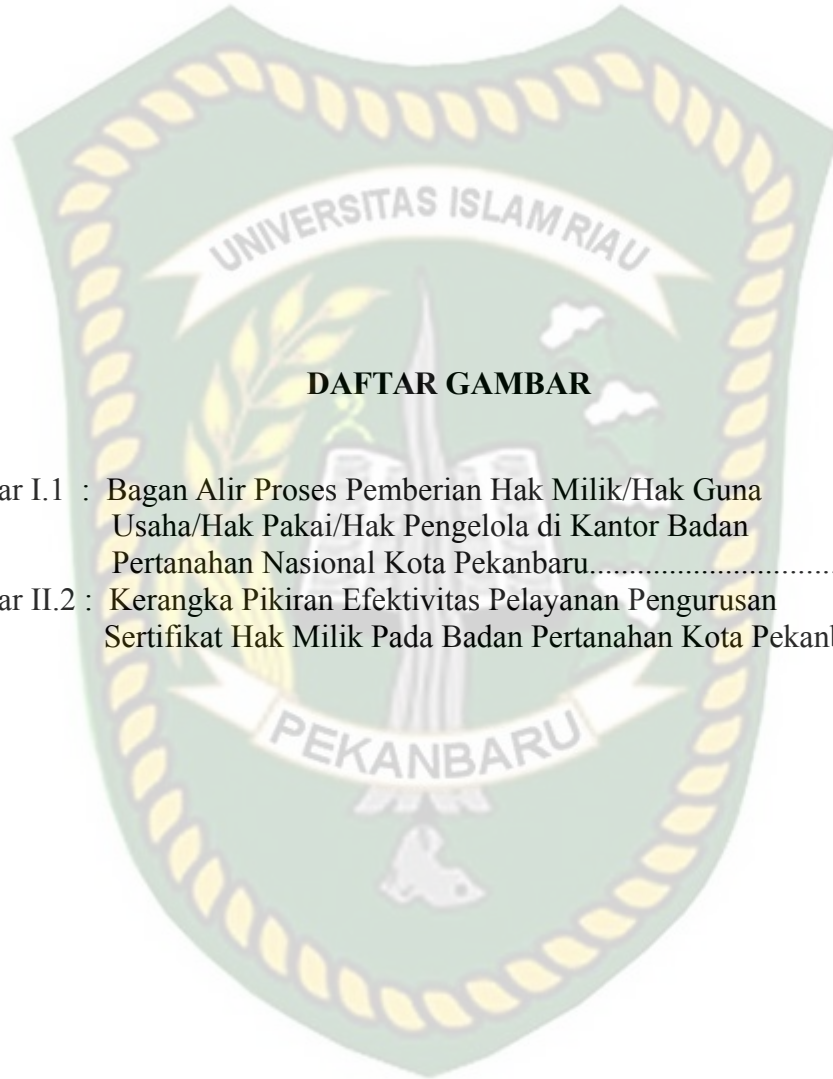 UNIVERSITAS ISLAM RIAU
DAFTAR GAMBAR
ar I.1 : Bagan Alir Proses Pemberian Hak Milik/Hak Guna
Usaha/Hak Pakai/Hak Pengelola di Kantor Badan
Pertanahan Nasional Kota Pekanbaru...............................
ar II.2 : Kerangka Pikiran Efektivitas Pelayanan Pengurusan
Sertifikat Hak Milik Pada Badan Pertanahan Kota Pekanb
PEKANBARU